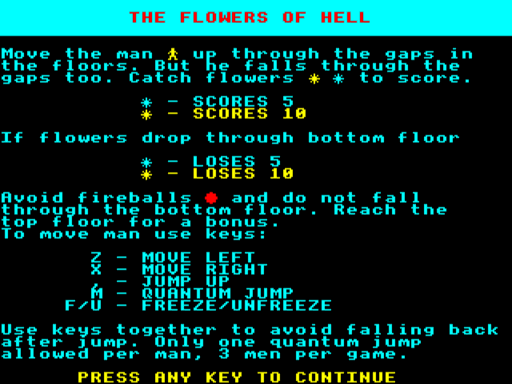 THE FLOWERS OF HELL
Move the man up through the gaps in
the floors. But he falls through the
gaps too. Catch flowers * * to score.
* - SCORES 5
* - SCORES 10
If flowers drop through bottom floor
* - LOSES 5
* - LOSES 10
Avoid fireballs and do not fall
through the bottom floor. Reach the
top floor for a bonus.
To move man use keys:
Z - MOVE LEFT
X - MOVE RIGHT
, - JUMP UP
M - QUANTUM JUMP
F/U - FREEZE/UNFREEZE
Use keys together to avoid falling back
after jump. Only one quantum jump
allowed per man, 3 men per game.
PRESS ANY KEY TO CONTINUE